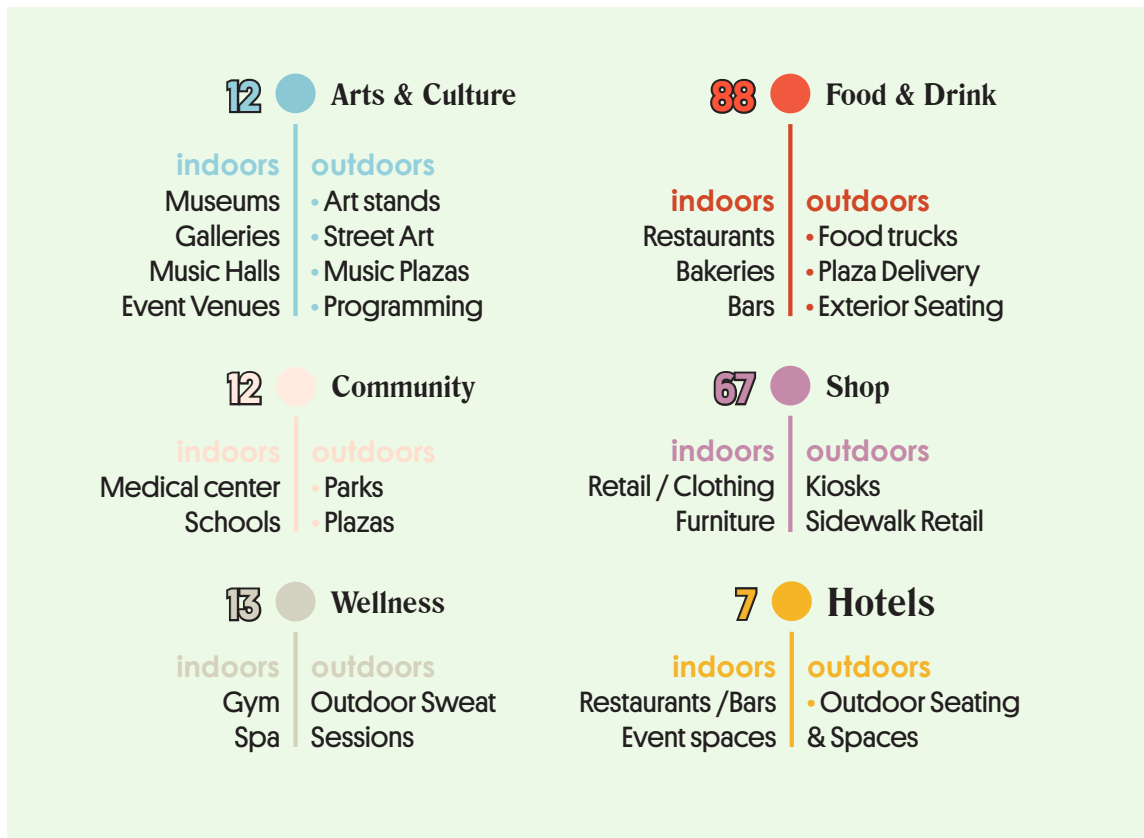 12 Arts & Culture
indoors outdoors
Museums • Art stands
Galleries • Street Art
Music Halls • Music Plazas
Event Venues • Programming
88 Food & Drink
indoors outdoors
Restaurants • Food trucks
Bakeries • Plaza Delivery
Bars • Exterior Seating
12 Community
indoors outdoors
Medical center • Parks
Schools • Plazas
67 Shop
indoors outdoors
Retail / Clothing Kiosks
Furniture Sidewalk Retail
13 Wellness
indoors outdoors
Gym Outdoor Sweat
Spa Sessions
7 Hotels
indoors outdoors
Restaurants /Bars • Outdoor Seating
Event spaces & Spaces